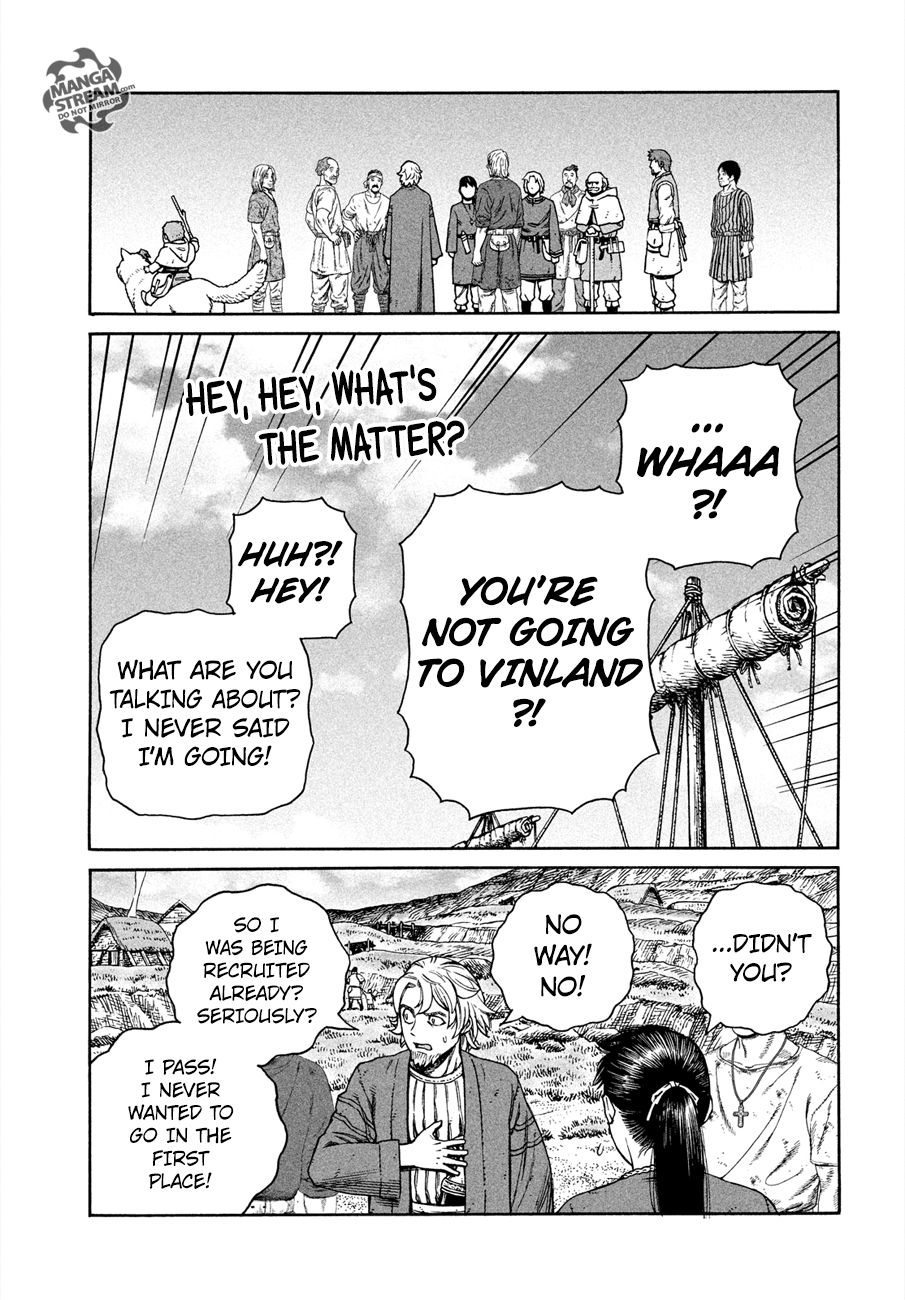 MANGA
STREAM.com
DO NOT MIRROR
...
WHAAA
?!
YOU'RE
NOT GOING
TO VINLAND
?!
HEY, HEY, WHAT'S
THE MATTER?
HUH?!
HEY!
WHAT ARE YOU
TALKING ABOUT?
I NEVER SAID
I'M GOING!
...DIDN'T
YOU?
NO
WAY!
NO!
SO I
WAS BEING
RECRUITED
ALREADY?
SERIOUSLY?
I PASS!
I NEVER
WANTED TO
GO IN THE
FIRST
PLACE!